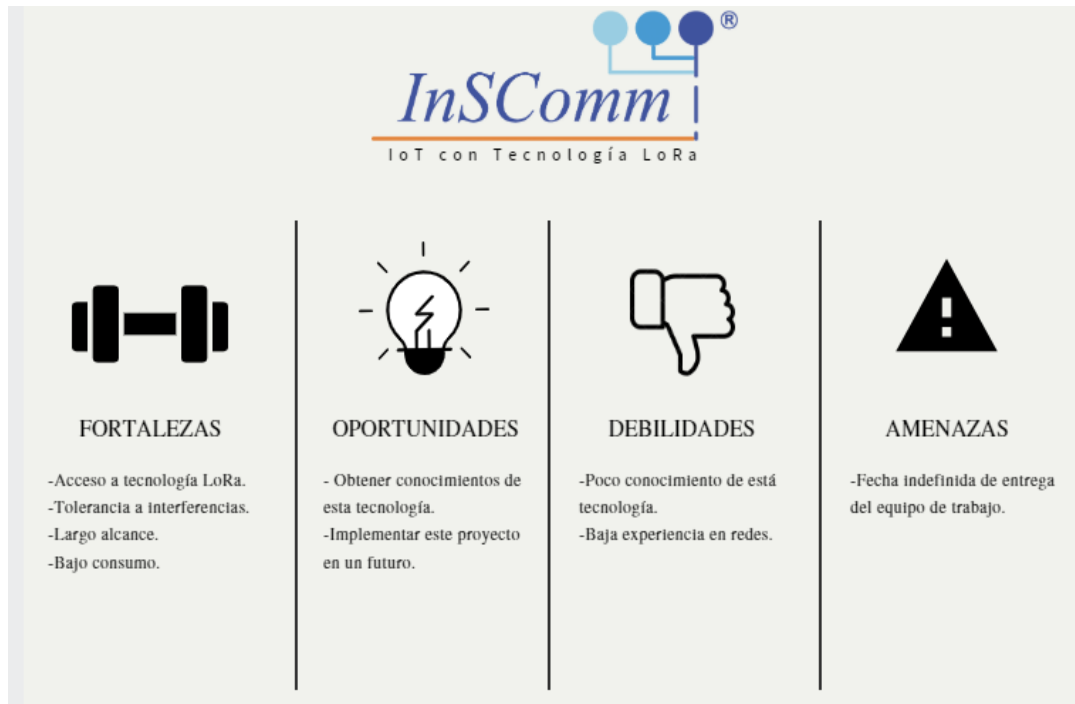 ®
InSComm
IoT con Tecnología LoRa
FORTALEZAS
-Acceso a tecnología LoRa.
-Tolerancia a interferencias.
-Largo alcance.
-Bajo consumo.
OPORTUNIDADES
- Obtener conocimientos de
esta tecnología.
-Implementar este proyecto
en un futuro.
DEBILIDADES
-Poco conocimiento de está
tecnología.
-Baja experiencia en redes.
AMENAZAS
-Fecha indefinida de entrega
del equipo de trabajo.